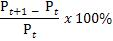 P_{t+1} − P_t
P_t
x 100%